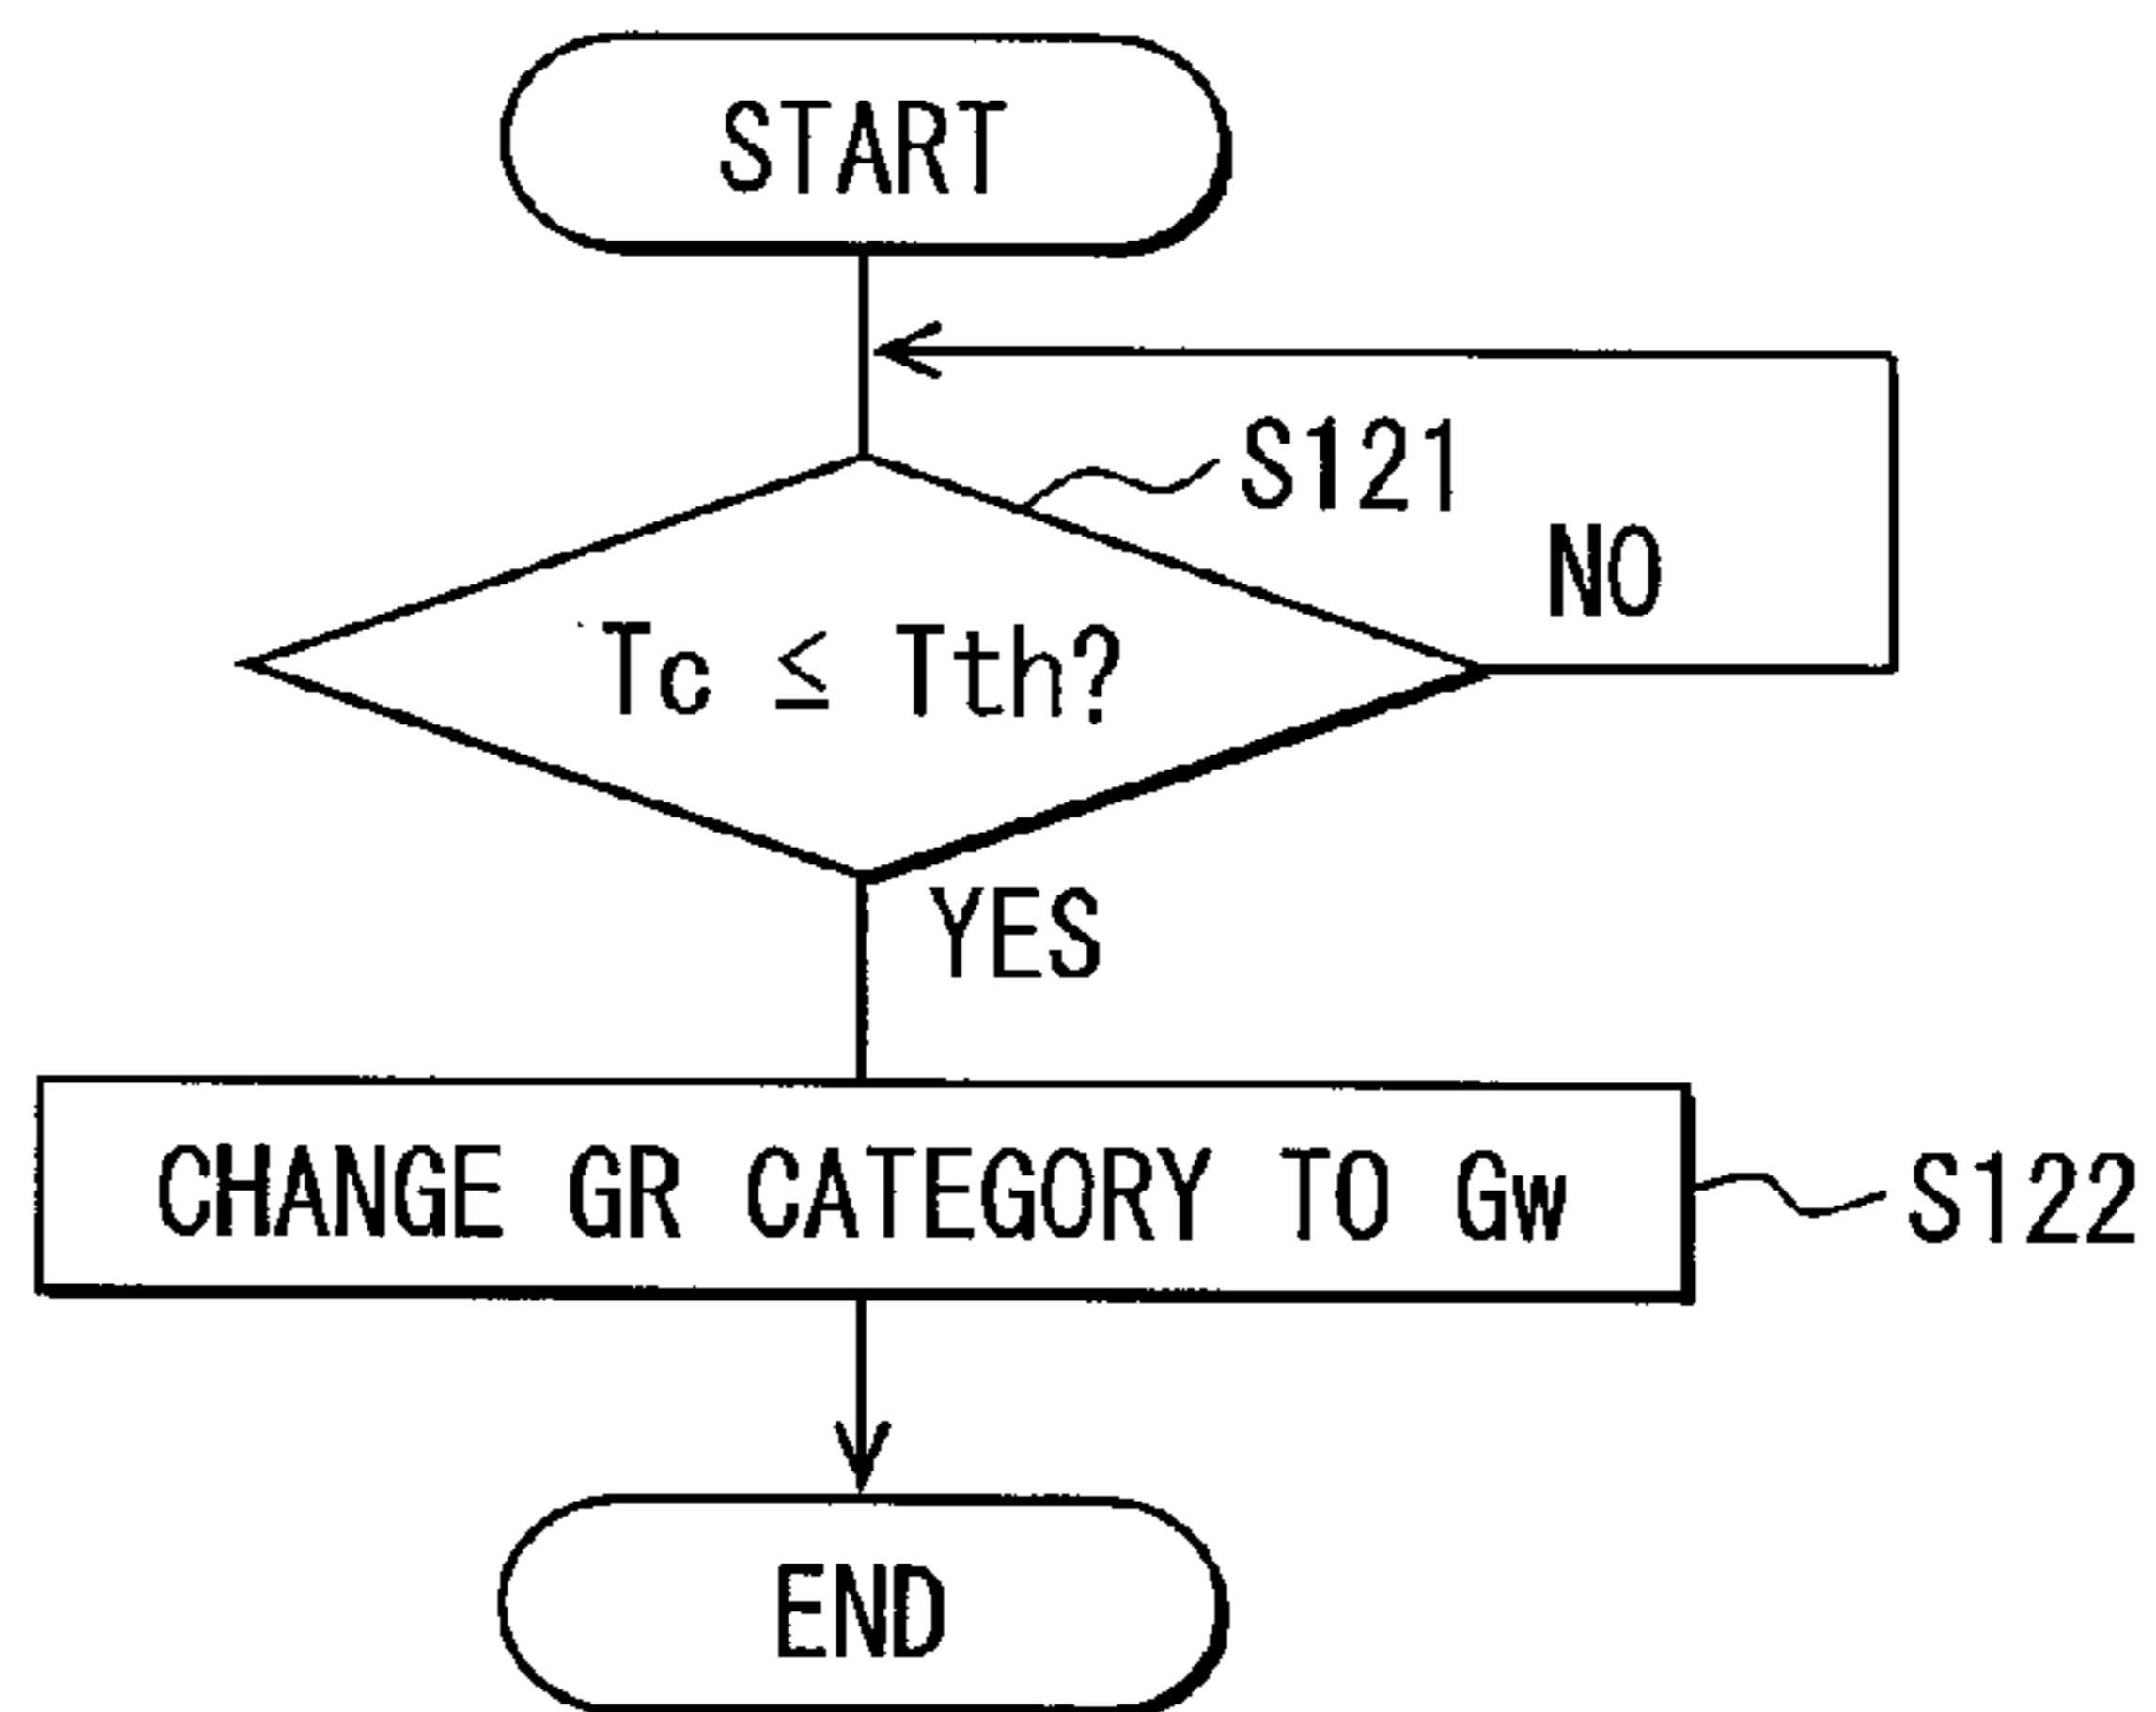 START
S121
NO
Tc ≤ Tth?
YES
CHANGE GR CATEGORY TO Gw
S122
END